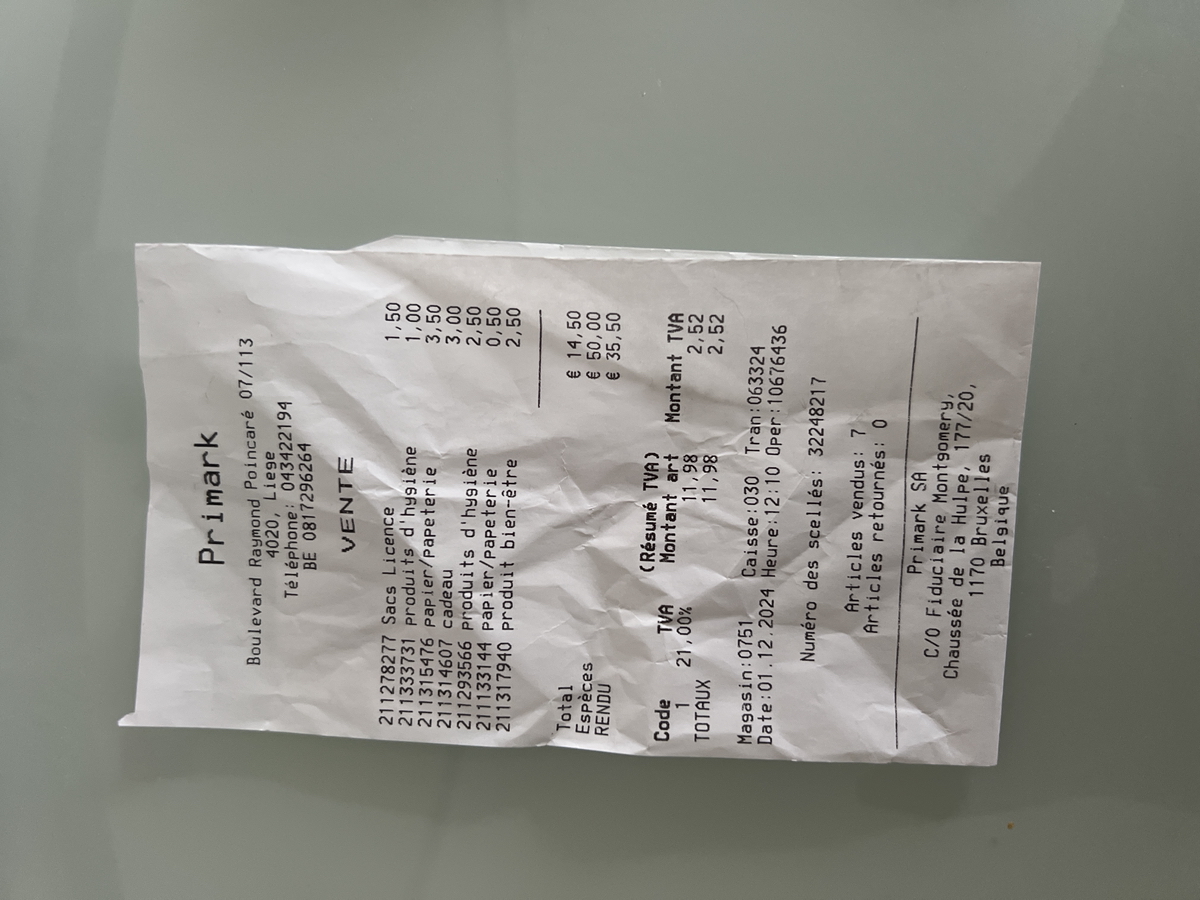 Primark
Boulevard Raymond Poincaré 07/113
4020, Liege
Téléphone: 043422194
BE 0817296264
VENTE
211278277 Sacs Licence 1,50
211333731 produits d'hygiène 1,00
211315476 papier/papeterie 3,50
211314607 cadeau 3,00
211293566 produits d'hygiène 2,50
211133144 papier/papeterie 0,50
211317940 produit bien-être 2,50
Total € 14,50
Espèces € 50,00
RENDU € 35,50
(Résumé TVA)
Code TVA Montant art Montant TVA
1 21,00% 11,98 2,52
TOTAUX 11,98 2,52
Magasin:0751 Caisse:030 Tran:063324
Date:01.12.2024 Heure:12:10 Oper:10676436
Numéro des scellés: 32248217
Articles vendus: 7
Articles retournés: 0
Primark SA
C/O Fiduciaire Montgomery,
Chaussée de la Hulpe, 177/20,
1170 Bruxelles
Belgique